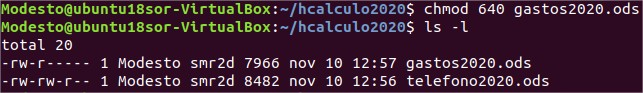 Modesto@ubuntu18sor-VirtualBox:~/hcalculo2020$ chmod 640 gastos2020.ods
Modesto@ubuntu18sor-VirtualBox:~/hcalculo2020$ ls -l
total 20
-rw-r----- 1 Modesto smr2d 7966 nov 10 12:57 gastos2020.ods
-rw-rw-r-- 1 Modesto smr2d 8482 nov 10 12:56 telefono2020.ods